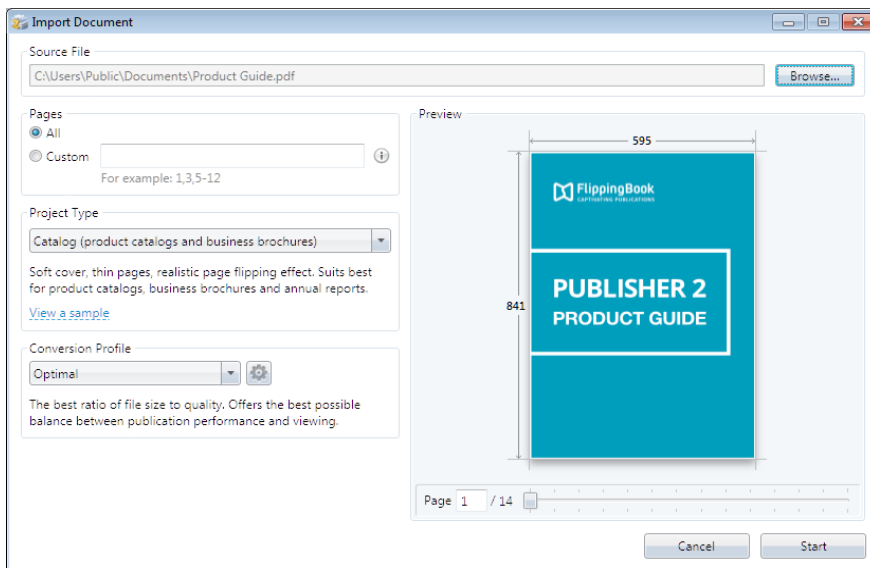 Import Document
Source File
C:\Users\Public\Documents\Product Guide.pdf
Browse...
Pages
All
Custom
For example: 1,3,5-12
Project Type
Catalog (product catalogs and business brochures)
Soft cover, thin pages, realistic page flipping effect. Suits best
for product catalogs, business brochures and annual reports.
View a sample
Conversion Profile
Optimal
The best ratio of file size to quality. Offers the best possible
balance between publication performance and viewing.
Preview
595
841
FlippingBook
CAPTIVATING PUBLICATIONS
PUBLISHER 2
PRODUCT GUIDE
Page 1 / 14
Cancel
Start